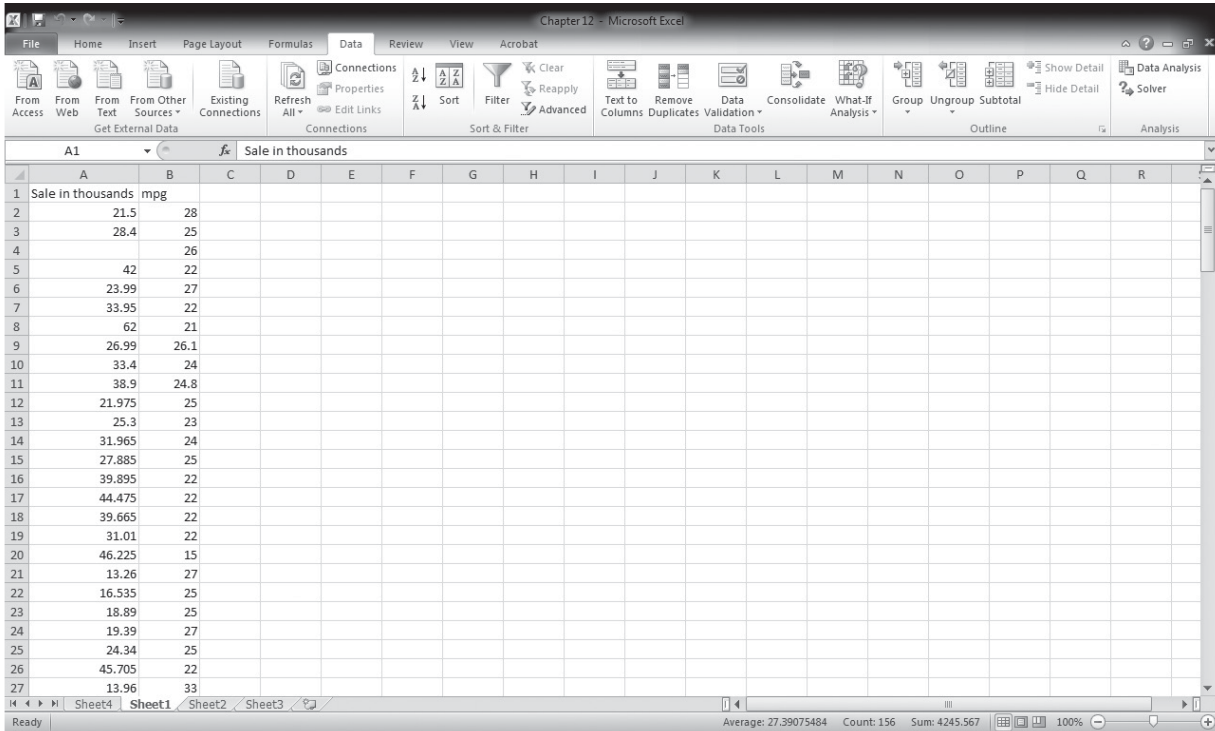 Chapter12 - Microsoft Excel
File Home Insert Page Layout Formulas Data Review View Acrobat
From Access
From Web
From Text
From Other Sources
Existing Connections
Get External Data
Refresh All
Connections
Properties
Edit Links
Connections
Sort
Filter
Clear
Reapply
Advanced
Sort & Filter
Text to Columns
Remove Duplicates
Data Validation
Consolidate
What-If Analysis
Data Tools
Group
Ungroup
Subtotal
Show Detail
Hide Detail
Outline
Data Analysis
Solver
Analysis
A1 fx Sale in thousands
A B C D E F G H I J K L M N O P Q R
1 Sale in thousands mpg
2 21.5 28
3 28.4 25
4 26
5 42 22
6 23.99 27
7 33.95 22
8 62 21
9 26.99 26.1
10 33.4 24
11 38.9 24.8
12 21.975 25
13 25.3 23
14 31.965 24
15 27.885 25
16 39.895 22
17 44.475 22
18 39.665 22
19 31.01 22
20 46.225 15
21 13.26 27
22 16.535 25
23 18.89 25
24 19.39 27
25 24.34 25
26 45.705 22
27 13.96 33
Sheet4 Sheet1 Sheet2 Sheet3
Ready Average: 27.39075484 Count: 156 Sum: 4245.567 100%